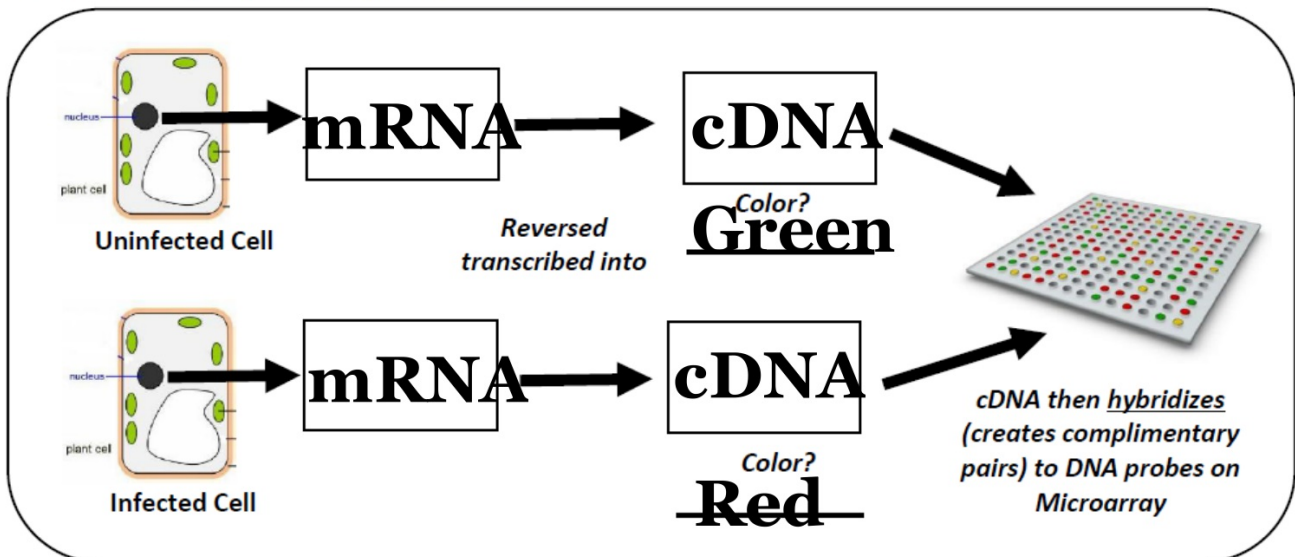 nucleus
plant cell
Uninfected Cell
mRNA
Reversed
transcribed into
cDNA
Color?
Green
nucleus
plant cell
Infected Cell
mRNA
cDNA
Color?
Red
cDNA then hybridizes
(creates complimentary
pairs) to DNA probes on
Microarray